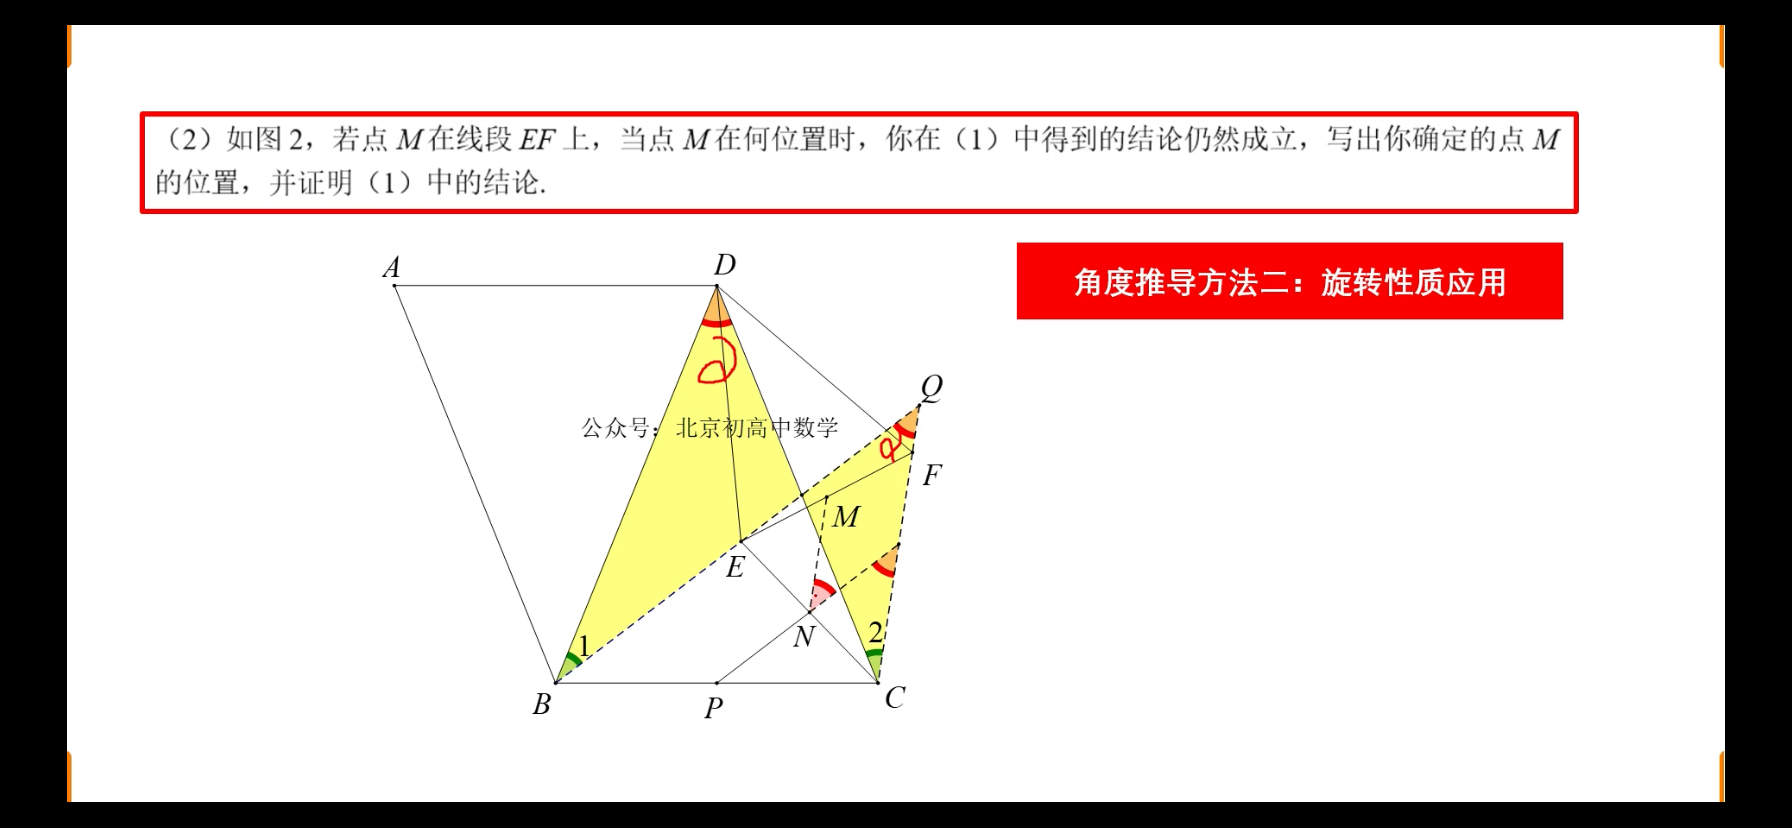 （2）如图 2，若点 M 在线段 EF 上，当点 M 在何位置时，你在（1）中得到的结论仍然成立，写出你确定的点 M
的位置，并证明（1）中的结论.
角度推导方法二：旋转性质应用
A
D
Q
公众号：北京初高中数学
F
M
E
1
N
2
B
P
C